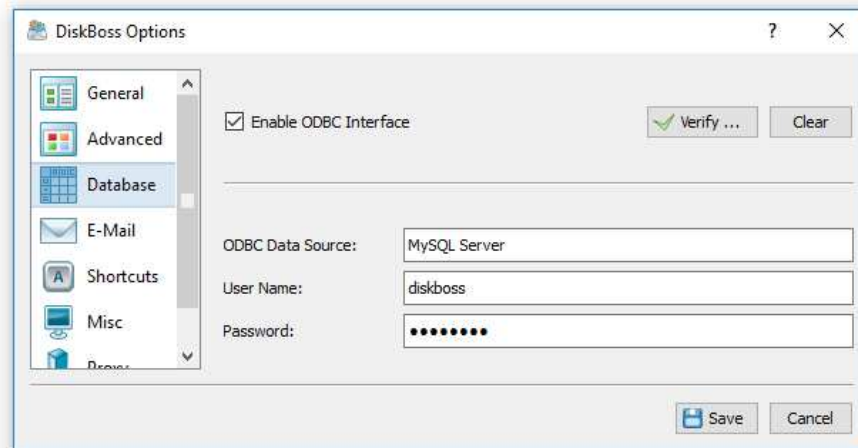 DiskBoss Options
General
Advanced
Database
E-Mail
Shortcuts
Misc
Proxy
Enable ODBC Interface
Verify ...
Clear
ODBC Data Source: MySQL Server
User Name: diskboss
Password: ●●●●●●●●
Save
Cancel